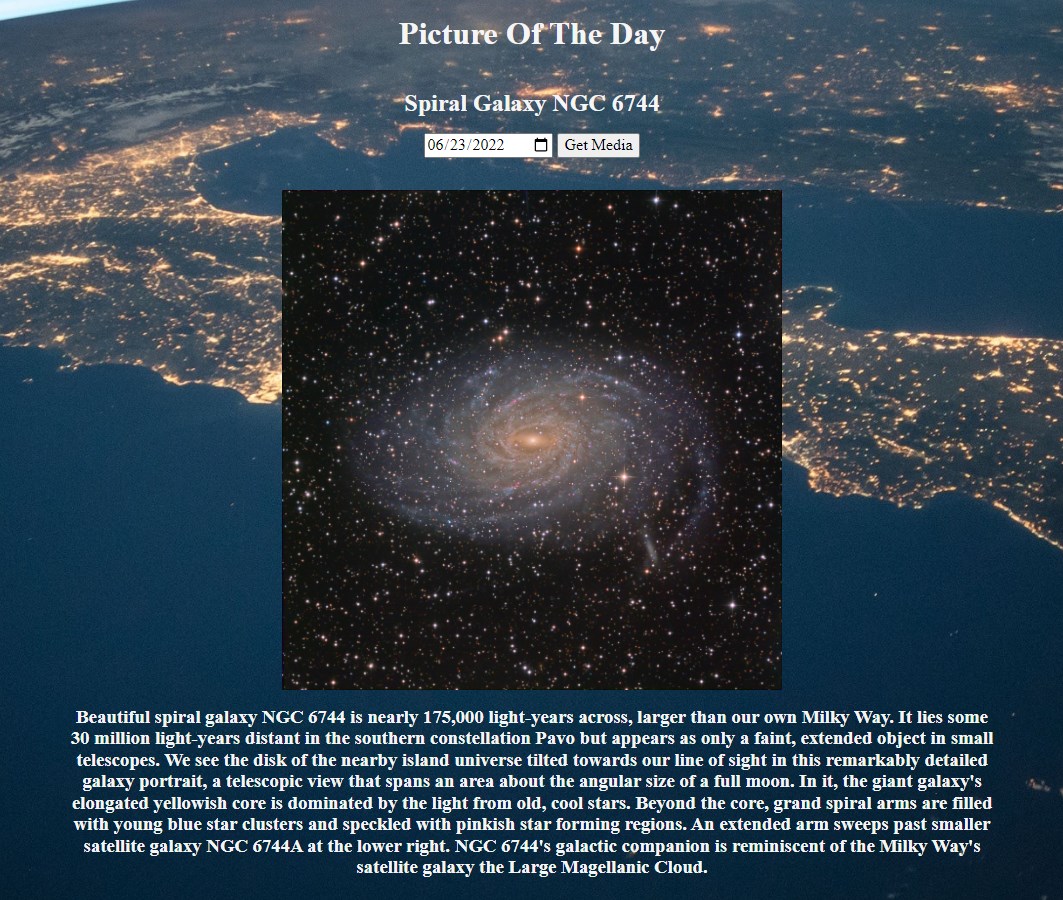 Picture Of The Day
Spiral Galaxy NGC 6744
06/23/2022 Get Media
Beautiful spiral galaxy NGC 6744 is nearly 175,000 light-years across, larger than our own Milky Way. It lies some
30 million light-years distant in the southern constellation Pavo but appears as only a faint, extended object in small
telescopes. We see the disk of the nearby island universe tilted towards our line of sight in this remarkably detailed
galaxy portrait, a telescopic view that spans an area about the angular size of a full moon. In it, the giant galaxy's
elongated yellowish core is dominated by the light from old, cool stars. Beyond the core, grand spiral arms are filled
with young blue star clusters and speckled with pinkish star forming regions. An extended arm sweeps past smaller
satellite galaxy NGC 6744A at the lower right. NGC 6744's galactic companion is reminiscent of the Milky Way's
satellite galaxy the Large Magellanic Cloud.